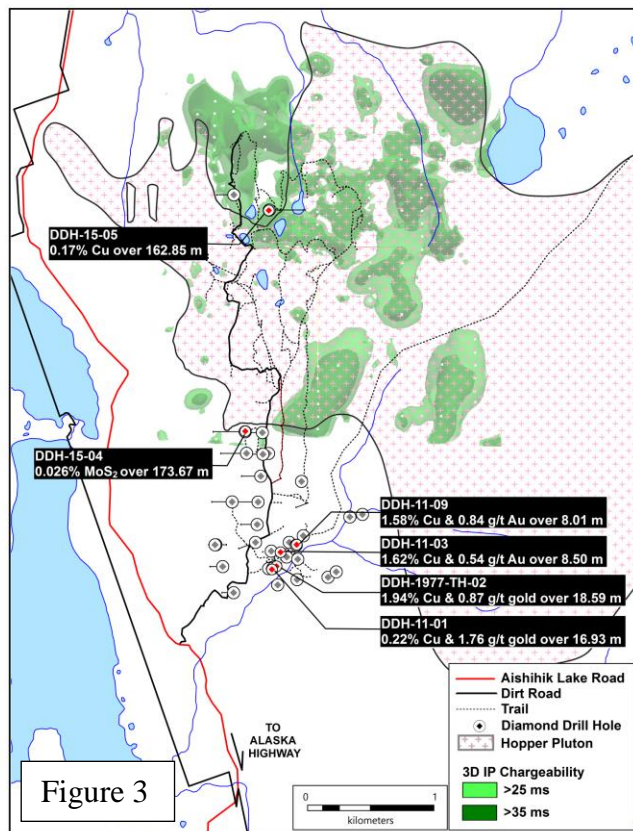 DDH-15-05
0.17% Cu over 162.85 m
DDH-15-04
0.026% MoS₂ over 173.67 m
DDH-11-09
1.58% Cu & 0.84 g/t Au over 8.01 m
DDH-11-03
1.62% Cu & 0.54 g/t Au over 8.50 m
DDH-1977-TH-02
1.94% Cu & 0.87 g/t gold over 18.59 m
DDH-11-01
0.22% Cu & 1.76 g/t gold over 16.93 m
TO
ALASKA
HIGHWAY
Figure 3
0 1
kilometers
Aishihik Lake Road
Dirt Road
Trail
Diamond Drill Hole
Hopper Pluton
3D IP Chargeability
>25 ms
>35 ms